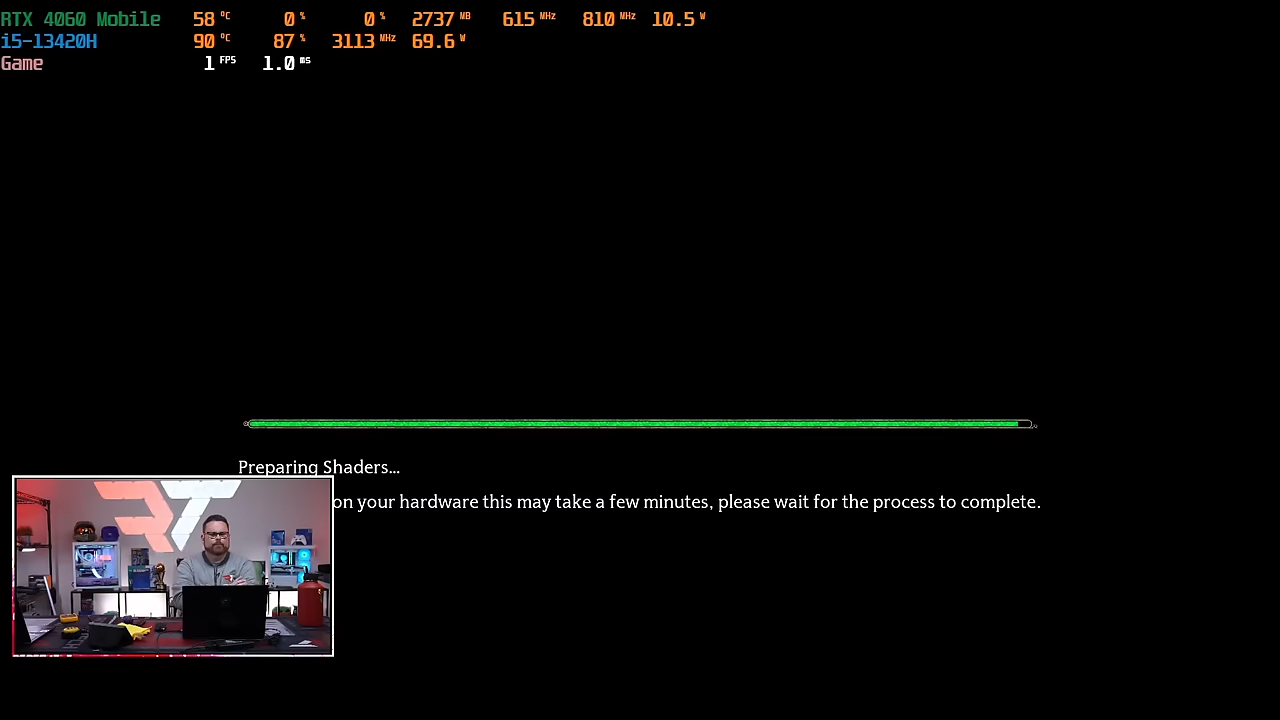 RTX 4060 Mobile 58 °C 0 % 0 % 2737 MB 615 MHz 810 MHz 10.5 W
i5-13420H 90 °C 87 % 3113 MHz 69.6 W
Game 1 FPS 1.0 ms
Preparing Shaders...
on your hardware this may take a few minutes, please wait for the process to complete.
RT